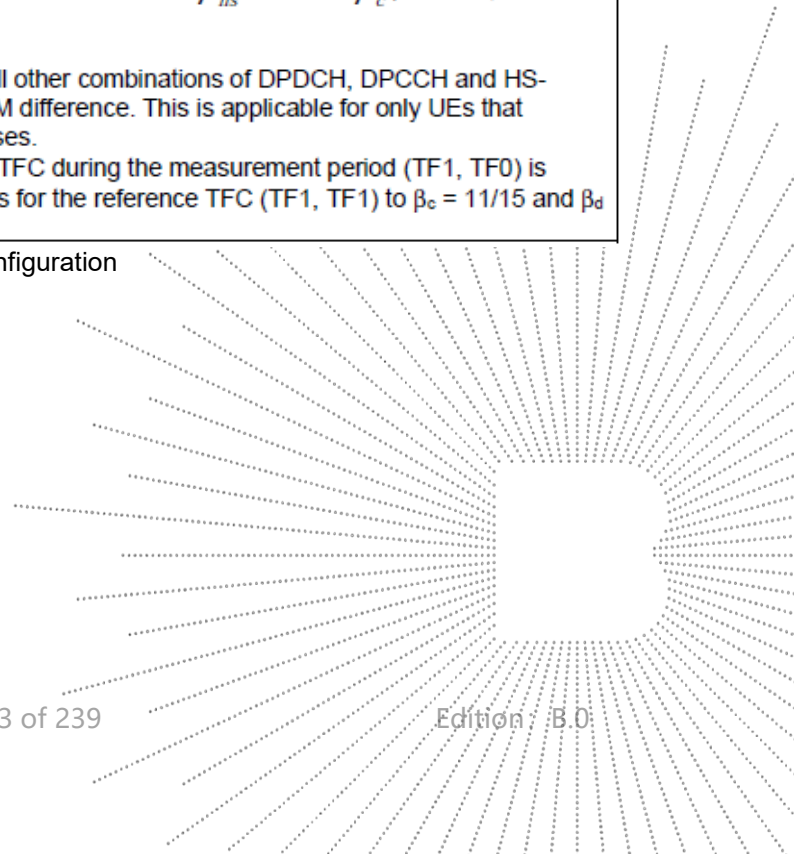 ll other combinations of DPDCH, DPCCH and HS-
M difference. This is applicable for only UEs that
ses.
TFC during the measurement period (TF1, TF0) is
s for the reference TFC (TF1, TF1) to βc = 11/15 and βd
nfiguration
3 of 239
Edition: B.0